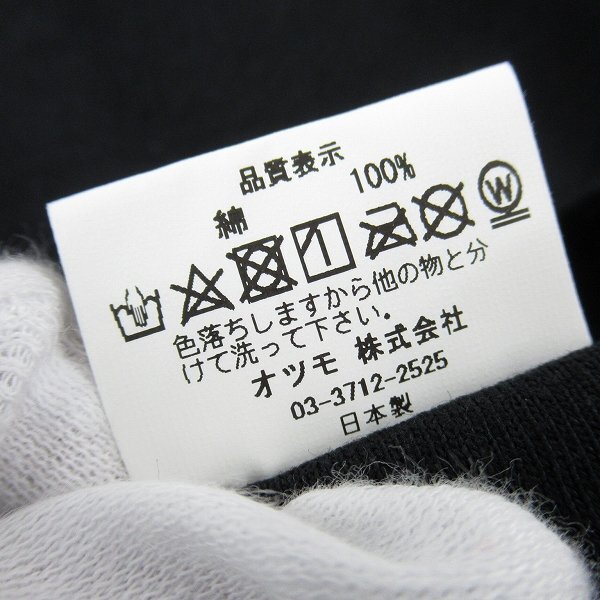 品質表示
綿 100%
W
色落ちしますから他の物と分
けて洗って下さい.
オツモ 株式会社
03-3712-2525
日本製